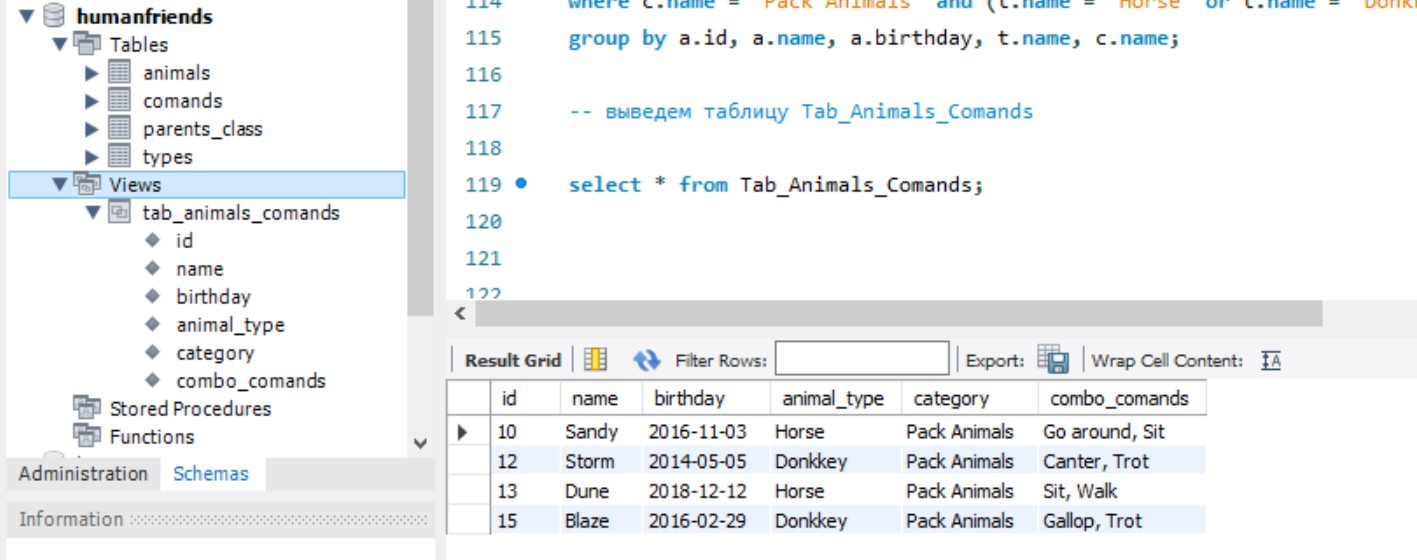 humanfriends
Tables
animals
comands
parents_class
types
Views
tab_animals_comands
id
name
birthday
animal_type
category
combo_comands
Stored Procedures
Functions
Administration Schemas
Information
114 where c.name = "Pack Animals" and (t.name = "Horse" or t.name = "Donkk
115 group by a.id, a.name, a.birthday, t.name, c.name;
116
117 -- выведем таблицу Tab_Animals_Comands
118
119 select * from Tab_Animals_Comands;
120
121
122
Result Grid Filter Rows: Export: Wrap Cell Content: IA
id name birthday animal_type category combo_comands
10 Sandy 2016-11-03 Horse Pack Animals Go around, Sit
12 Storm 2014-05-05 Donkkey Pack Animals Canter, Trot
13 Dune 2018-12-12 Horse Pack Animals Sit, Walk
15 Blaze 2016-02-29 Donkkey Pack Animals Gallop, Trot